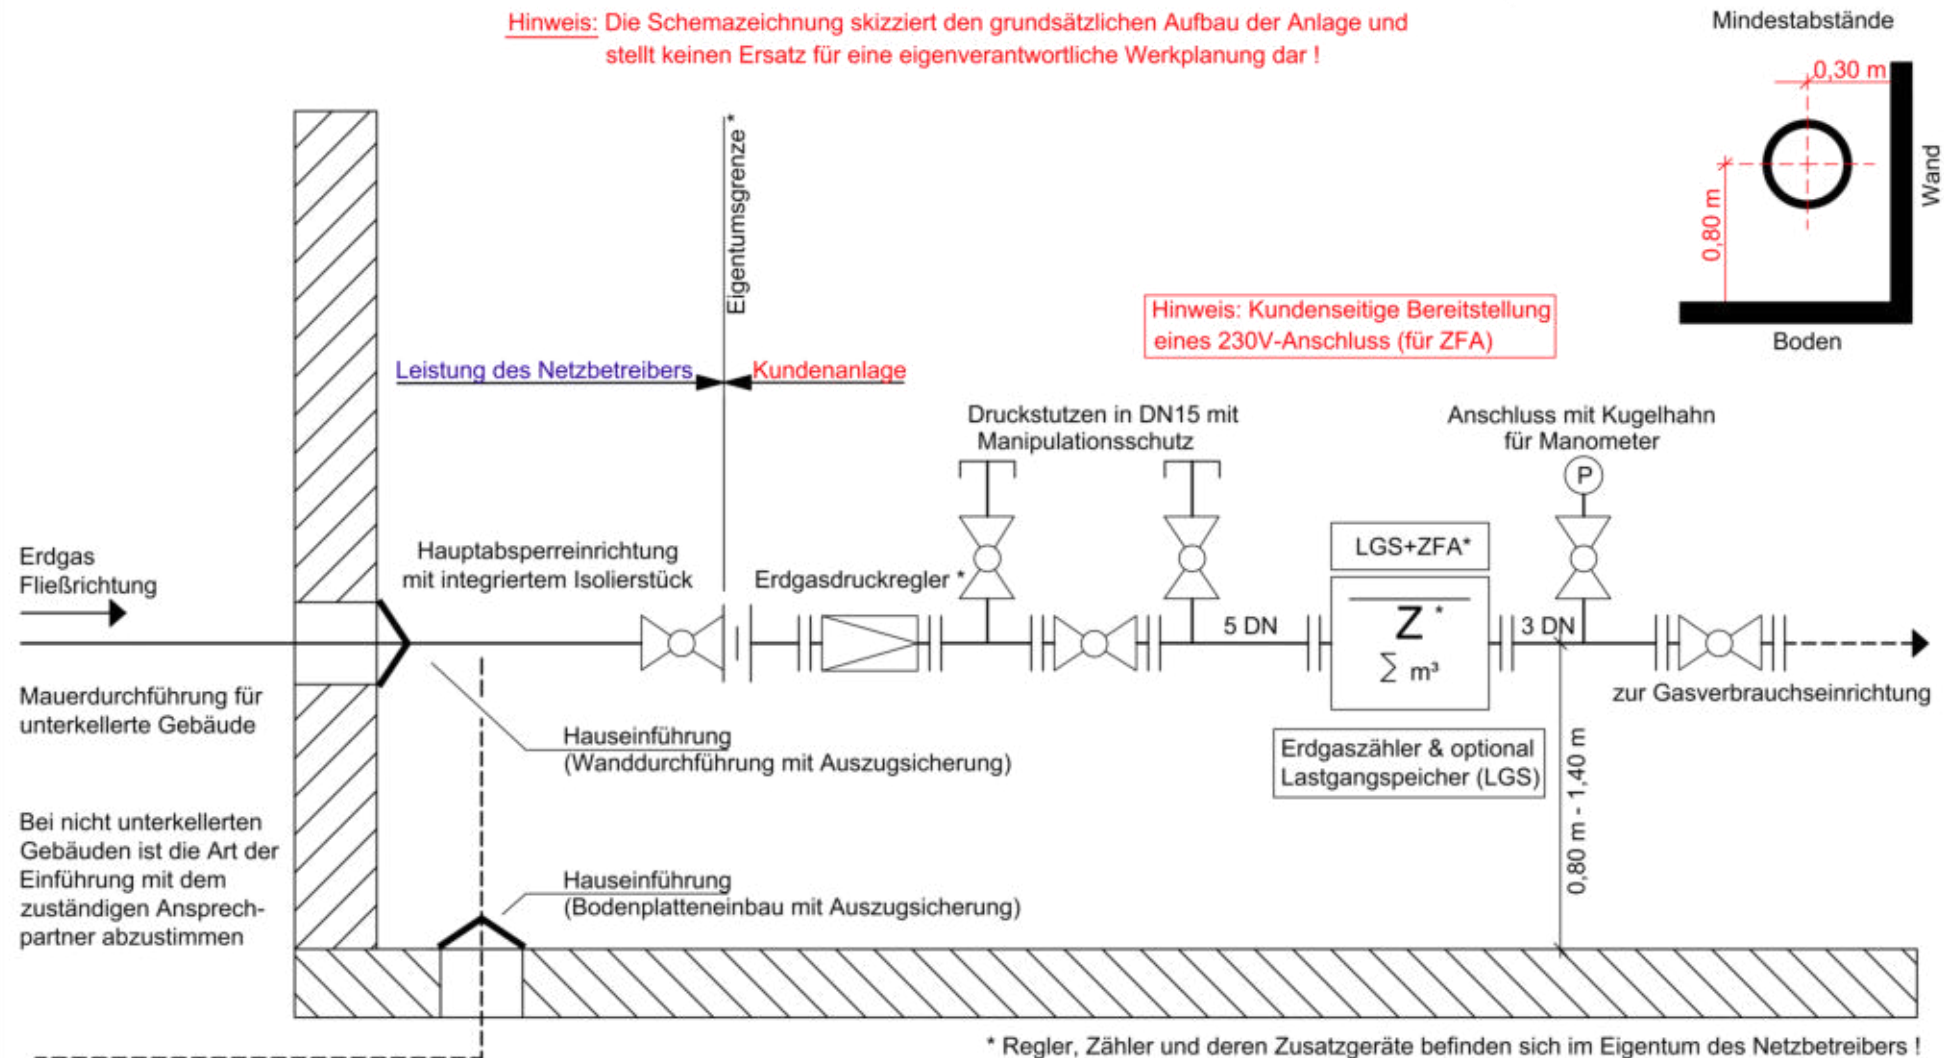 Hinweis: Die Schemazeichnung skizziert den grundsätzlichen Aufbau der Anlage und
stellt keinen Ersatz für eine eigenverantwortliche Werkplanung dar !
Mindestabstände
0,30 m
0,80 m
Wand
Boden
Eigentumsgrenze *
Hinweis: Kundenseitige Bereitstellung
eines 230V-Anschluss (für ZFA)
Leistung des Netzbetreibers
Kundenanlage
Druckstutzen in DN15 mit
Manipulationsschutz
Anschluss mit Kugelhahn
für Manometer
P
Erdgas
Fließrichtung
Hauptabsperreinrichtung
mit integriertem Isolierstück
Erdgasdruckregler *
LGS+ZFA*
5 DN
Z *
∑ m³
3 DN
zur Gasverbrauchseinrichtung
Mauerdurchführung für
unterkellerte Gebäude
Hauseinführung
(Wanddurchführung mit Auszugsicherung)
Erdgaszähler & optional
Lastgangspeicher (LGS)
0,80 m - 1,40 m
Bei nicht unterkellerten
Gebäuden ist die Art der
Einführung mit dem
zuständigen Ansprech-
partner abzustimmen
Hauseinführung
(Bodenplatteneinbau mit Auszugsicherung)
* Regler, Zähler und deren Zusatzgeräte befinden sich im Eigentum des Netzbetreibers !